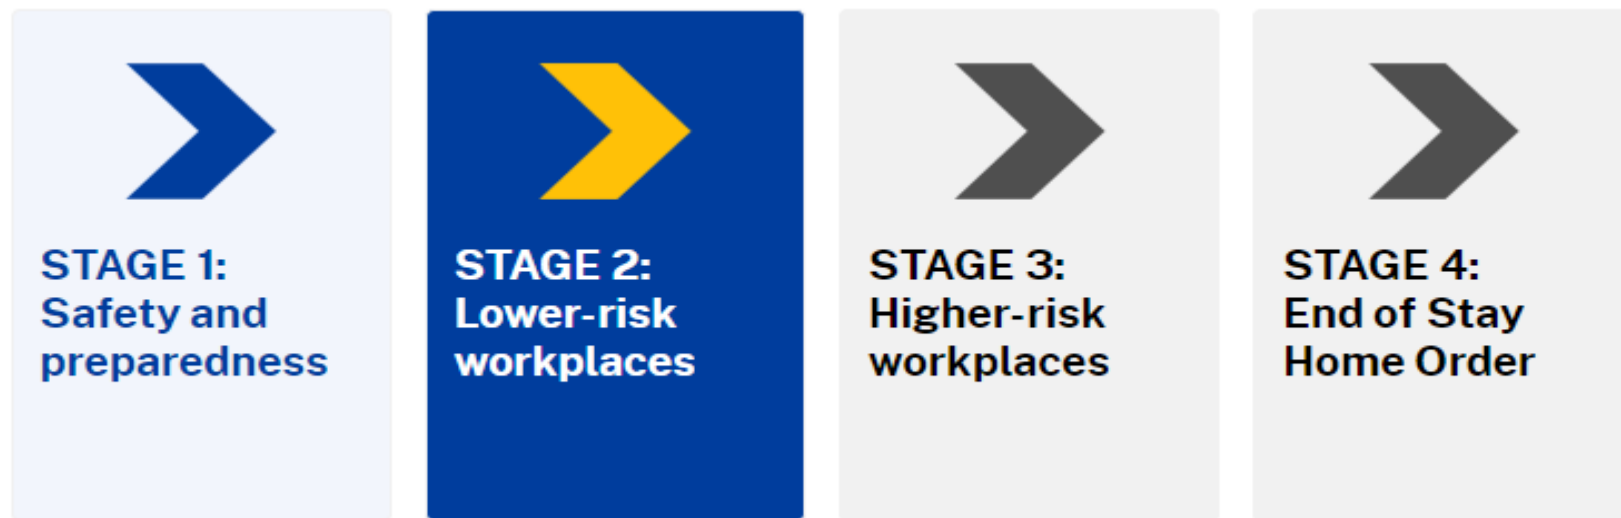 STAGE 1:
Safety and
preparedness
STAGE 2:
Lower-risk
workplaces
STAGE 3:
Higher-risk
workplaces
STAGE 4:
End of Stay
Home Order